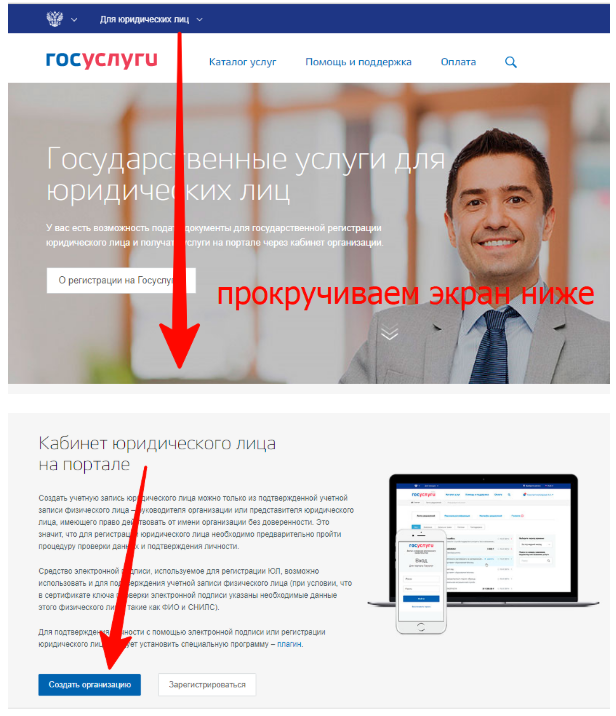 Для юридических лиц
госуслуги
Каталог услуг Помощь и поддержка Оплата
Государственные услуги для
юридических лиц
У вас есть возможность подать документы для государственной регистрации
юридического лица и получать услуги на портале через кабинет организации.
О регистрации на Госуслугах
прокручиваем экран ниже
Кабинет юридического лица
на портале
Создать учетную запись юридического лица можно только из подтвержденной учетной
записи физического лица – руководителя организации или представителя юридического
лица, имеющего право действовать от имени организации без доверенности. Это
значит, что для регистрации юридического лица необходимо предварительно пройти
процедуру проверки данных и подтверждения личности.
Средство электронной подписи, используемое для регистрации ЮЛ, возможно
использовать и для подтверждения учетной записи физического лица (при условии, что
в сертификате ключа проверки электронной подписи указаны необходимые данные
этого физического лица, такие как ФИО и СНИЛС).
Для подтверждения личности с помощью электронной подписи или регистрации
юридического лица следует установить специальную программу – плагин.
Создать организацию Зарегистрироваться
госуслуги
госуслуги
Вход